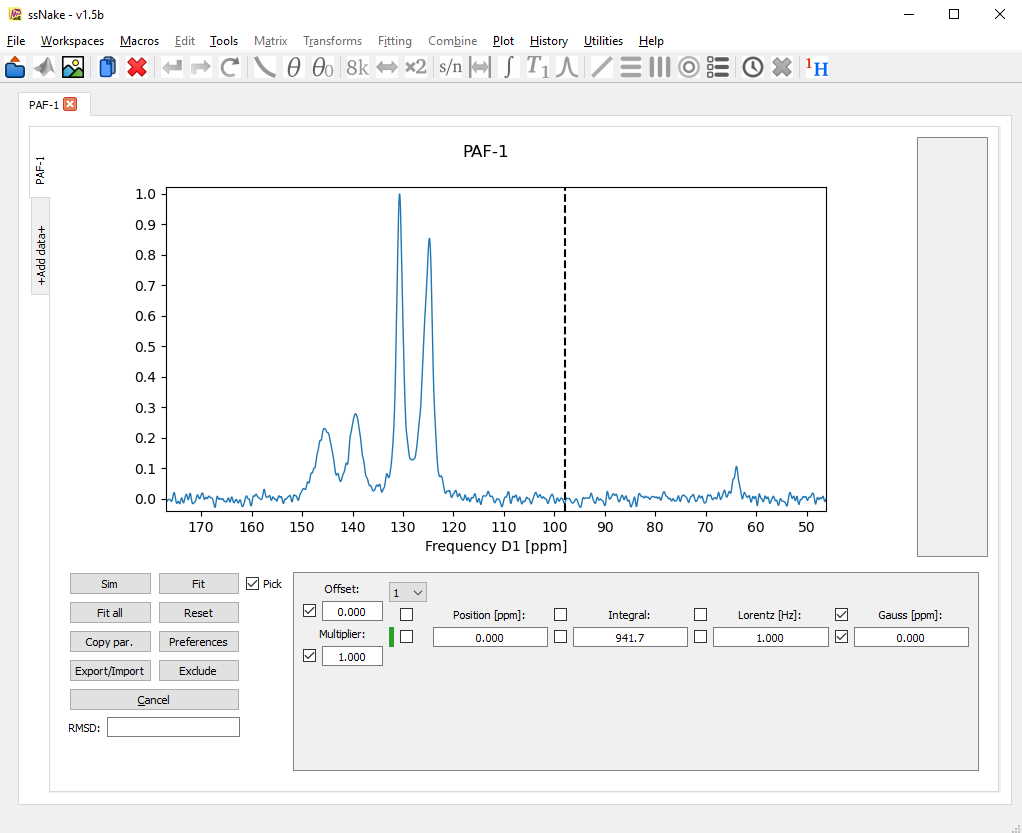 ssNake - v1.5b
File Workspaces Macros Edit Tools Matrix Transforms Fitting Combine Plot History Utilities Help
θ θ0 8k ×2 s/n ∫ T1 1H
PAF-1
PAF-1
+Add data+
PAF-1
1.0
0.9
0.8
0.7
0.6
0.5
0.4
0.3
0.2
0.1
0.0
170 160 150 140 130 120 110 100 90 80 70 60 50
Frequency D1 [ppm]
Sim Fit Pick
Fit all Reset
Copy par. Preferences
Export/Import Exclude
Cancel
RMSD:
Offset: 1
0.000
Multiplier:
1.000
Position [ppm]: Integral: Lorentz [Hz]: Gauss [ppm]:
0.000 941.7 1.000 0.000